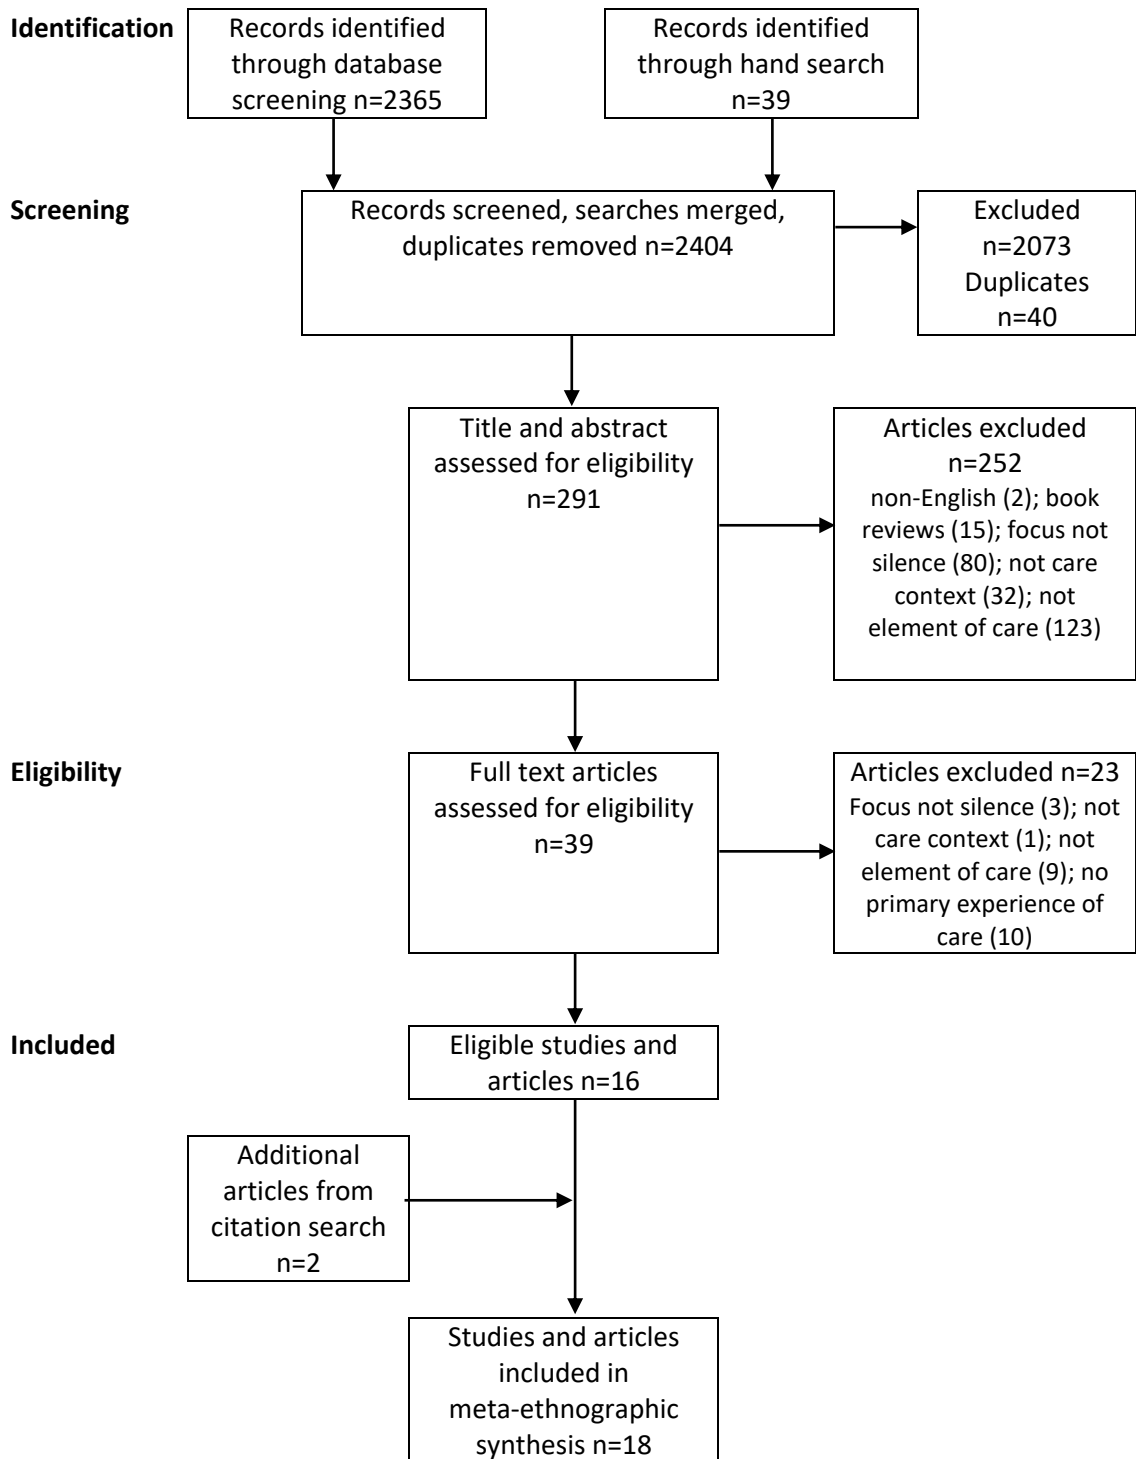 Identification
Records identified
through database
screening n=2365
Records identified
through hand search
n=39
Screening
Records screened, searches merged,
duplicates removed n=2404
Excluded
n=2073
Duplicates
n=40
Title and abstract
assessed for eligibility
n=291
Articles excluded
n=252
non-English (2); book
reviews (15); focus not
silence (80); not care
context (32); not
element of care (123)
Eligibility
Full text articles
assessed for eligibility
n=39
Articles excluded n=23
Focus not silence (3); not
care context (1); not
element of care (9); no
primary experience of
care (10)
Included
Eligible studies and
articles n=16
Additional
articles from
citation search
n=2
Studies and articles
included in
meta-ethnographic
synthesis n=18